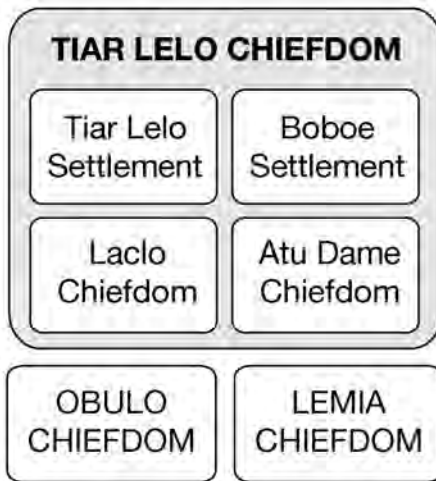 TIAR LELO CHIEFDOM
Tiar Lelo
Settlement
Boboe
Settlement
Laclo
Chiefdom
Atu Dame
Chiefdom
OBULO
CHIEFDOM
LEMIA
CHIEFDOM